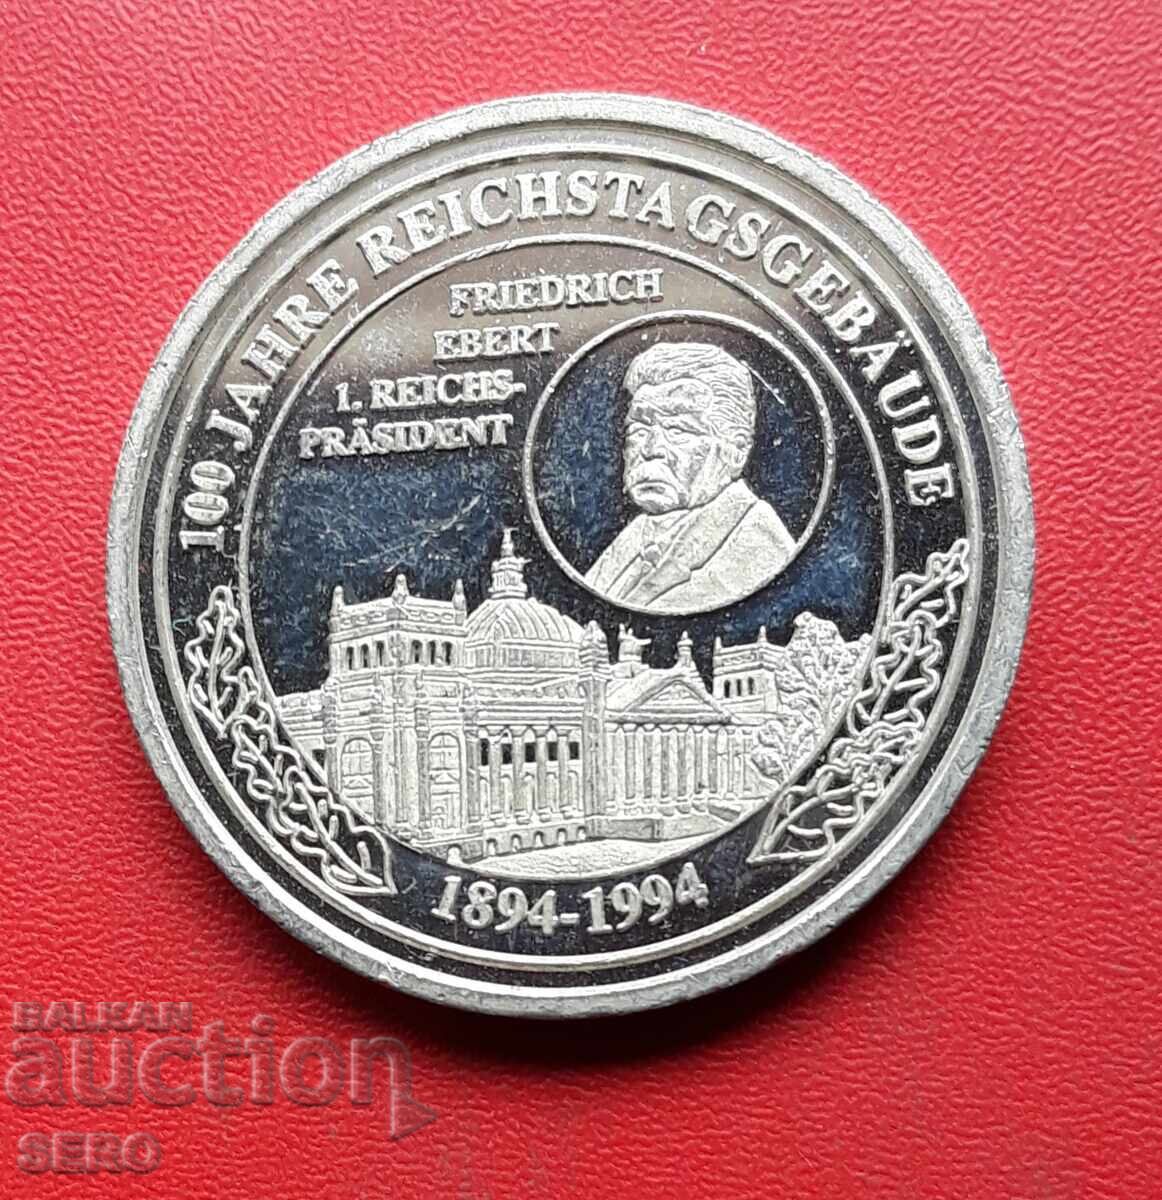 100 JAHRE REICHSTAGSGEBÄUDE
FRIEDRICH
EBERT
1. REICHS-
PRÄSIDENT
1894-1994
BALKAN
auction
SERO